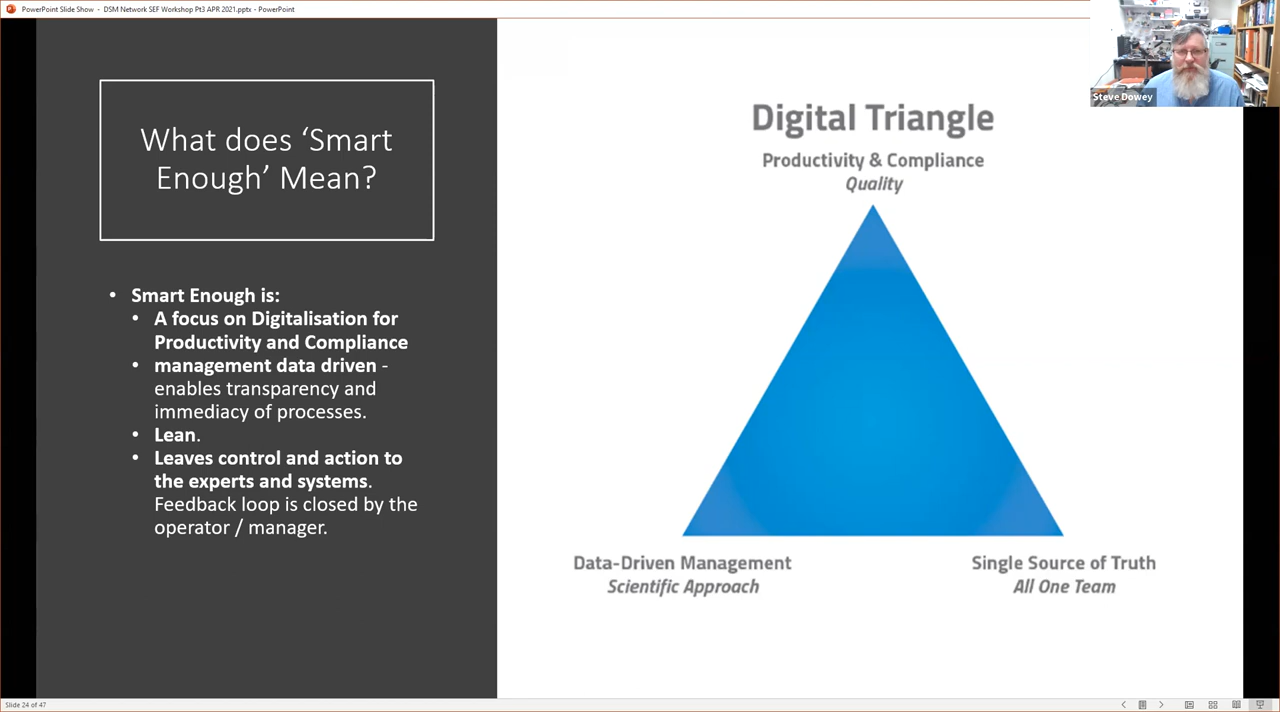 PowerPoint Slide Show - DSM Network SEF Workshop Pt3 APR 2021.pptx - PowerPoint
Steve Dowey
What does ‘Smart
Enough’ Mean?
• Smart Enough is:
• A focus on Digitalisation for
Productivity and Compliance
• management data driven -
enables transparency and
immediacy of processes.
• Lean.
• Leaves control and action to
the experts and systems.
Feedback loop is closed by the
operator / manager.
Digital Triangle
Productivity & Compliance
Quality
Data-Driven Management
Scientific Approach
Single Source of Truth
All One Team
Slide 24 of 47